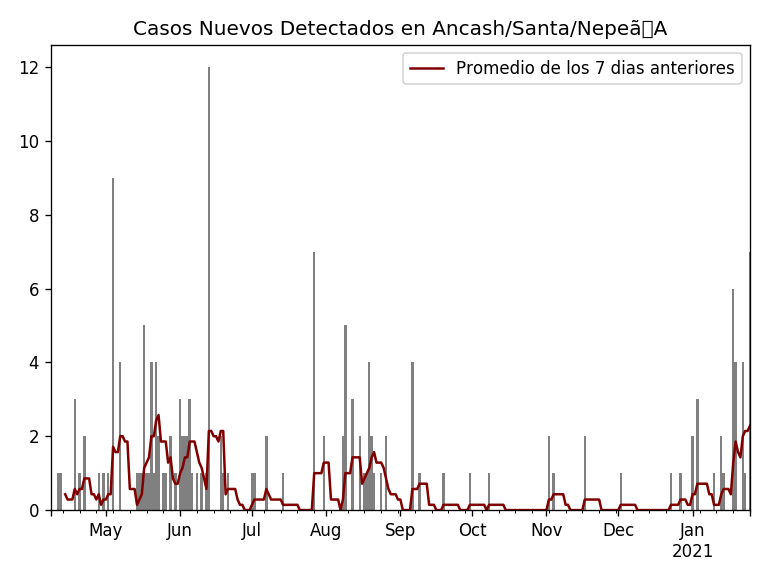 Casos Nuevos Detectados en Ancash/Santa/Nepeã▯A
Promedio de los 7 dias anteriores
12
10
8
6
4
2
0
May Jun Jul Aug Sep Oct Nov Dec Jan
2021